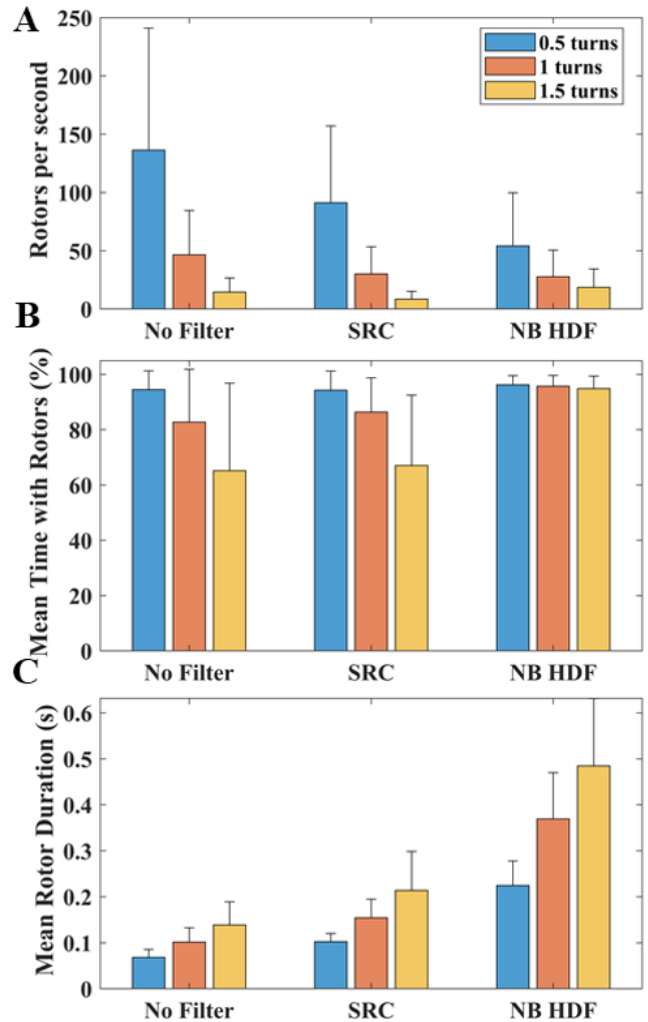 A
Rotors per second
250
200
150
100
50
0
0.5 turns
1 turns
1.5 turns
No Filter
SRC
NB HDF
B
Mean Time with Rotors (%)
100
80
60
40
20
0
No Filter
SRC
NB HDF
C
Mean Rotor Duration (s)
0.6
0.5
0.4
0.3
0.2
0.1
0
No Filter
SRC
NB HDF